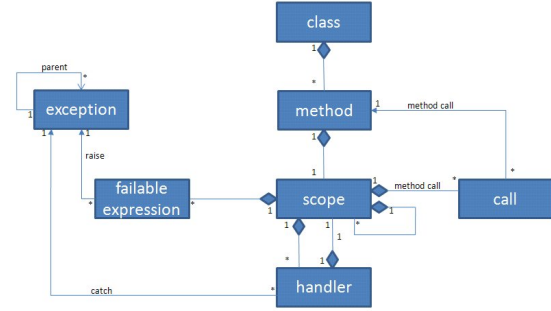 class
1
*
parent
*
exception
1
1
1
method
1
method call
1
raise
1
*
failable
expression
*
*
1
scope
1
method call
*
call
1
*
1
1
1
*
1
handler
*
catch